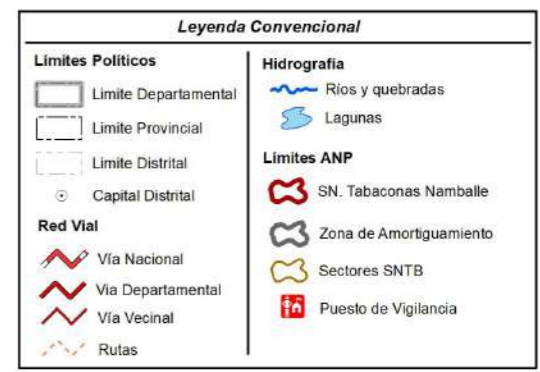 Leyenda Convencional
Límites Políticos
Limite Departamental
Limite Provincial
Limite Distrital
Capital Distrital
Red Vial
Vía Nacional
Via Departamental
Vía Vecinal
Rutas
Hidrografia
Ríos y quebradas
Lagunas
Límites ANP
SN. Tabaconas Namballe
Zona de Amortiguamiento
Sectores SNTB
Puesto de Vigilancia